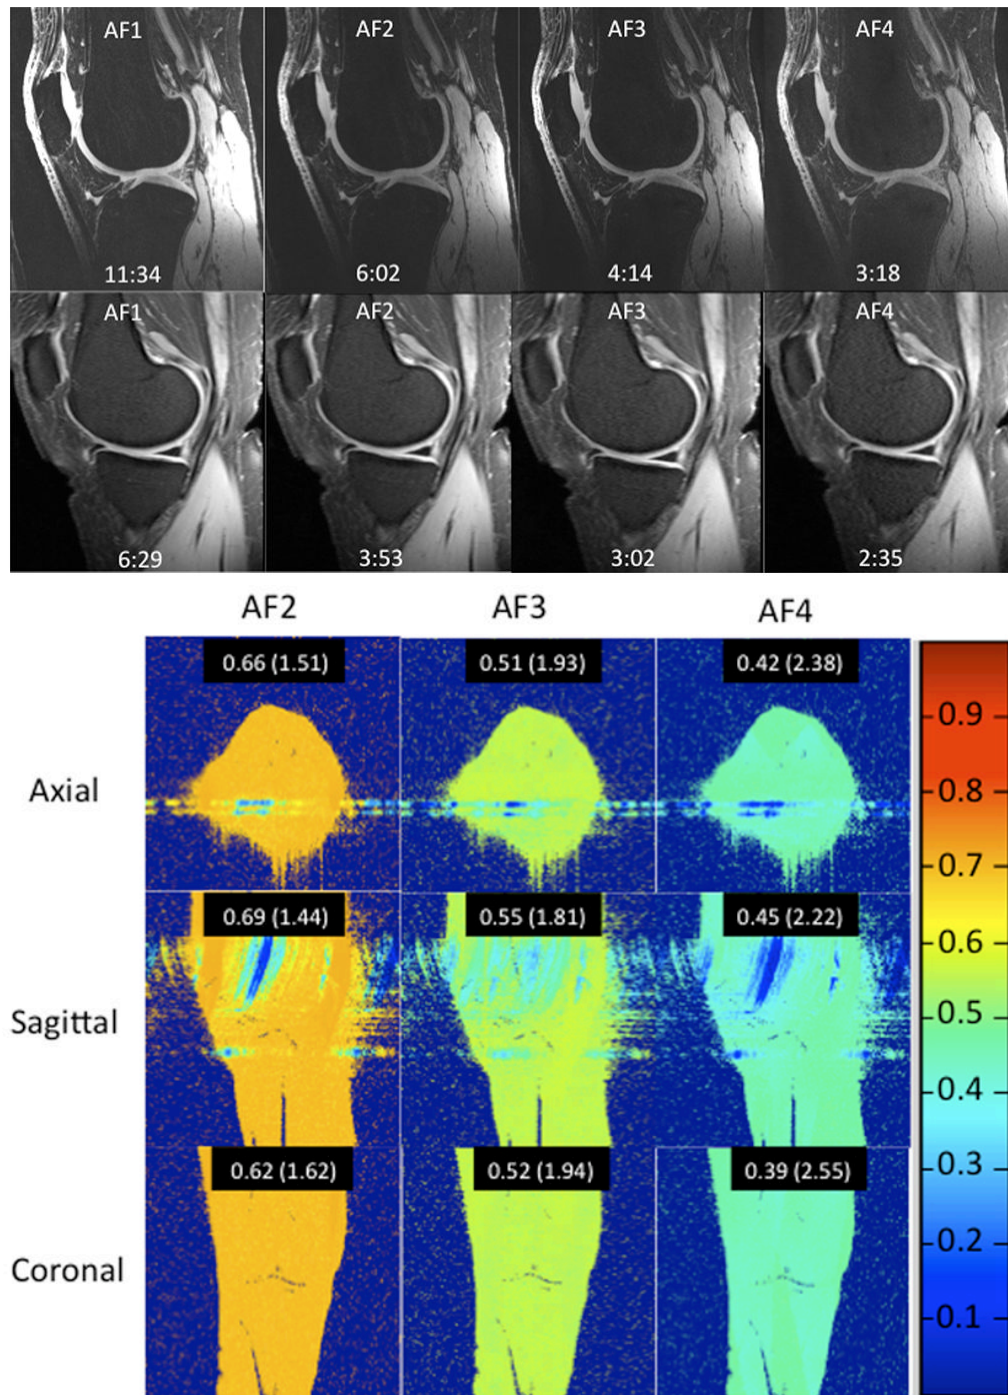 AF1 AF2 AF3 AF4
11:34 6:02 4:14 3:18
AF1 AF2 AF3 AF4
6:29 3:53 3:02 2:35
AF2 AF3 AF4
0.66 (1.51) 0.51 (1.93) 0.42 (2.38)
0.9
Axial
0.8
0.7
0.69 (1.44) 0.55 (1.81) 0.45 (2.22)
0.6
Sagittal
0.5
0.4
0.62 (1.62) 0.52 (1.94) 0.39 (2.55)
0.3
0.2
Coronal
0.1